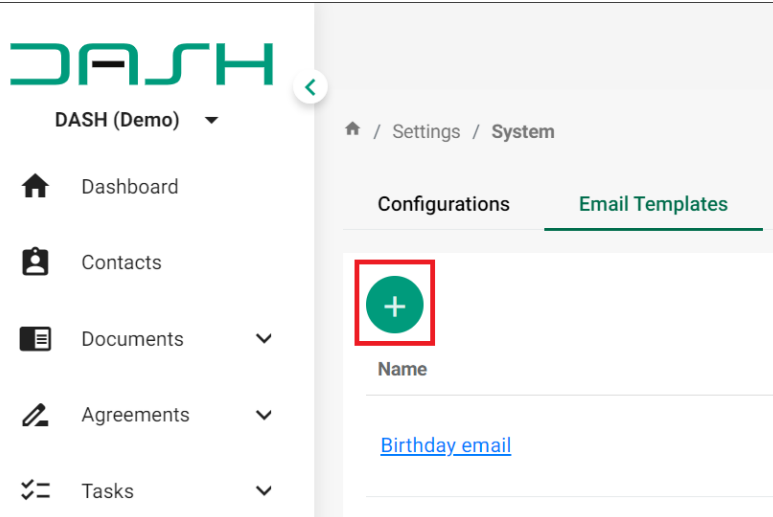 DASH
DASH (Demo)
Dashboard
Contacts
Documents
Agreements
Tasks
/ Settings / System
Configurations
Email Templates
+
Name
Birthday email